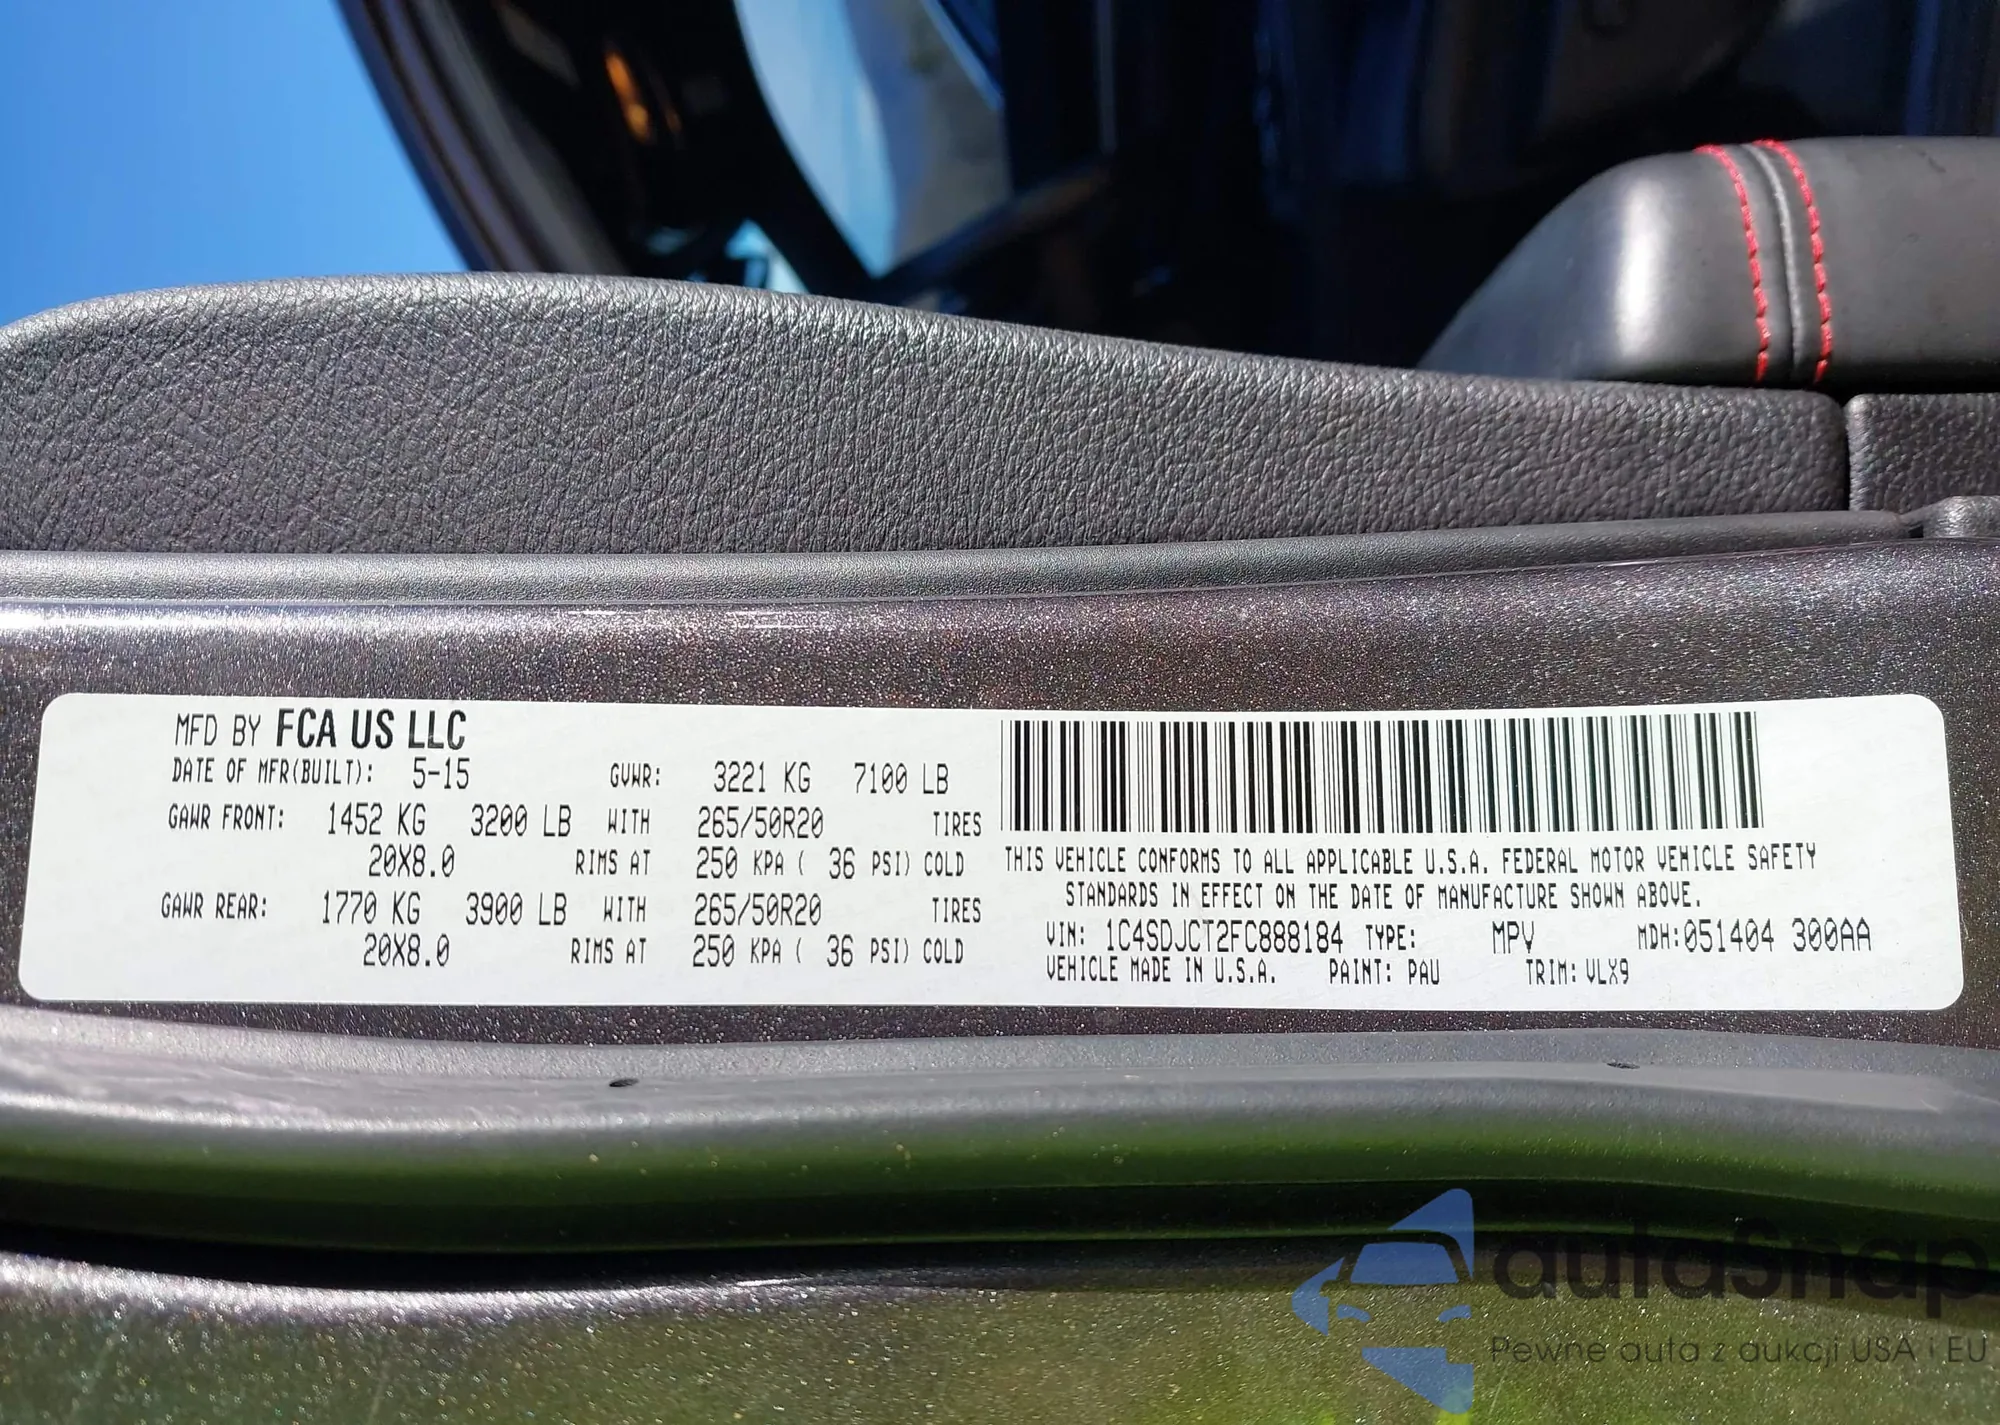 MFD BY FCA US LLC
DATE OF MFR(BUILT): 5-15 GVWR: 3221 KG 7100 LB
GAWR FRONT: 1452 KG 3200 LB WITH 265/50R20 TIRES
20X8.0 RIMS AT 250 KPA ( 36 PSI) COLD
GAWR REAR: 1770 KG 3900 LB WITH 265/50R20 TIRES
20X8.0 RIMS AT 250 KPA ( 36 PSI) COLD
THIS VEHICLE CONFORMS TO ALL APPLICABLE U.S.A. FEDERAL MOTOR VEHICLE SAFETY
STANDARDS IN EFFECT ON THE DATE OF MANUFACTURE SHOWN ABOVE.
VIN: 1C4SDJCT2FC888184 TYPE: MPV MDH:051404 300AA
VEHICLE MADE IN U.S.A. PAINT: PAU TRIM: VLX9
autaSnap
Pewne auta z aukcji USA i EU